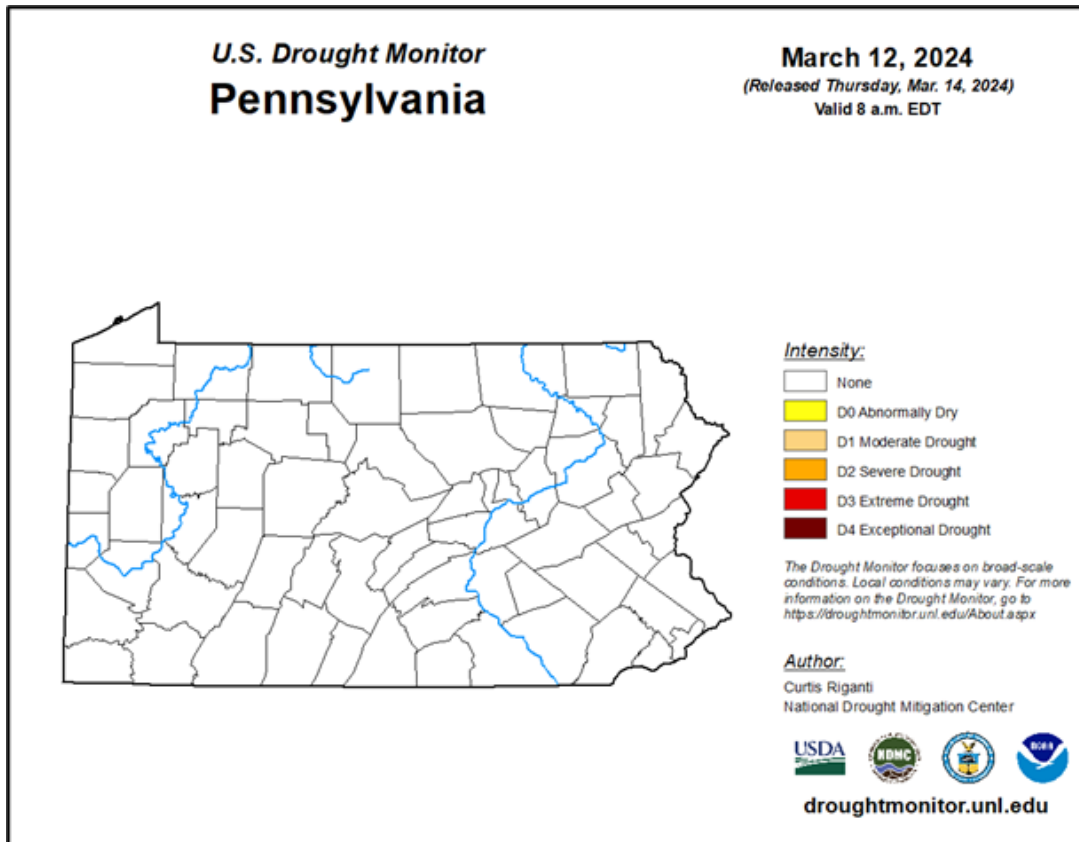 U.S. Drought Monitor
Pennsylvania
March 12, 2024
(Released Thursday, Mar. 14, 2024)
Valid 8 a.m. EDT
Intensity:
None
D0 Abnormally Dry
D1 Moderate Drought
D2 Severe Drought
D3 Extreme Drought
D4 Exceptional Drought
The Drought Monitor focuses on broad-scale
conditions. Local conditions may vary. For more
information on the Drought Monitor, go to
https://droughtmonitor.unl.edu/About.aspx
Author:
Curtis Riganti
National Drought Mitigation Center
USDA
NDMC
NOAA
droughtmonitor.unl.edu